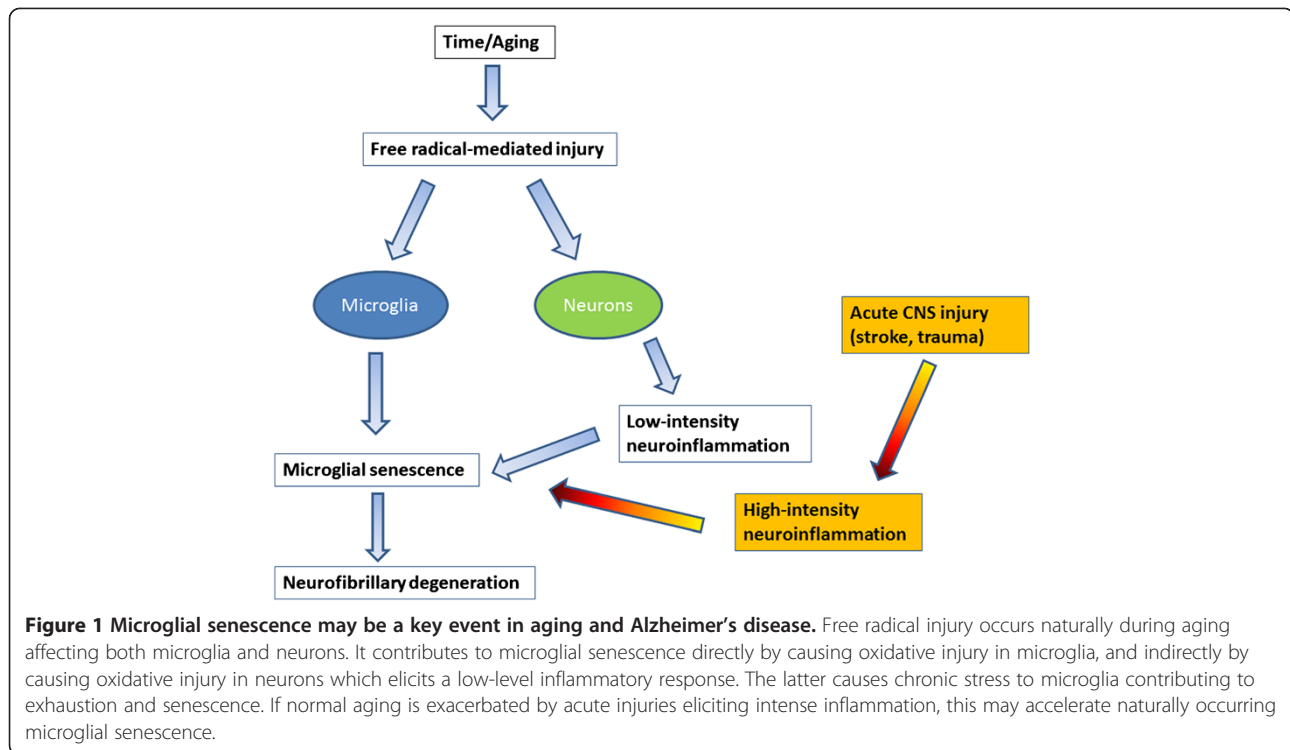 Time/Aging
Free radical-mediated injury
Microglia
Neurons
Acute CNS injury
(stroke, trauma)
Low-intensity
neuroinflammation
Microglial senescence
High-intensity
neuroinflammation
Neurofibrillary degeneration
Figure 1 Microglial senescence may be a key event in aging and Alzheimer's disease. Free radical injury occurs naturally during aging
affecting both microglia and neurons. It contributes to microglial senescence directly by causing oxidative injury in microglia, and indirectly by
causing oxidative injury in neurons which elicits a low-level inflammatory response. The latter causes chronic stress to microglia contributing to
exhaustion and senescence. If normal aging is exacerbated by acute injuries eliciting intense inflammation, this may accelerate naturally occurring
microglial senescence.